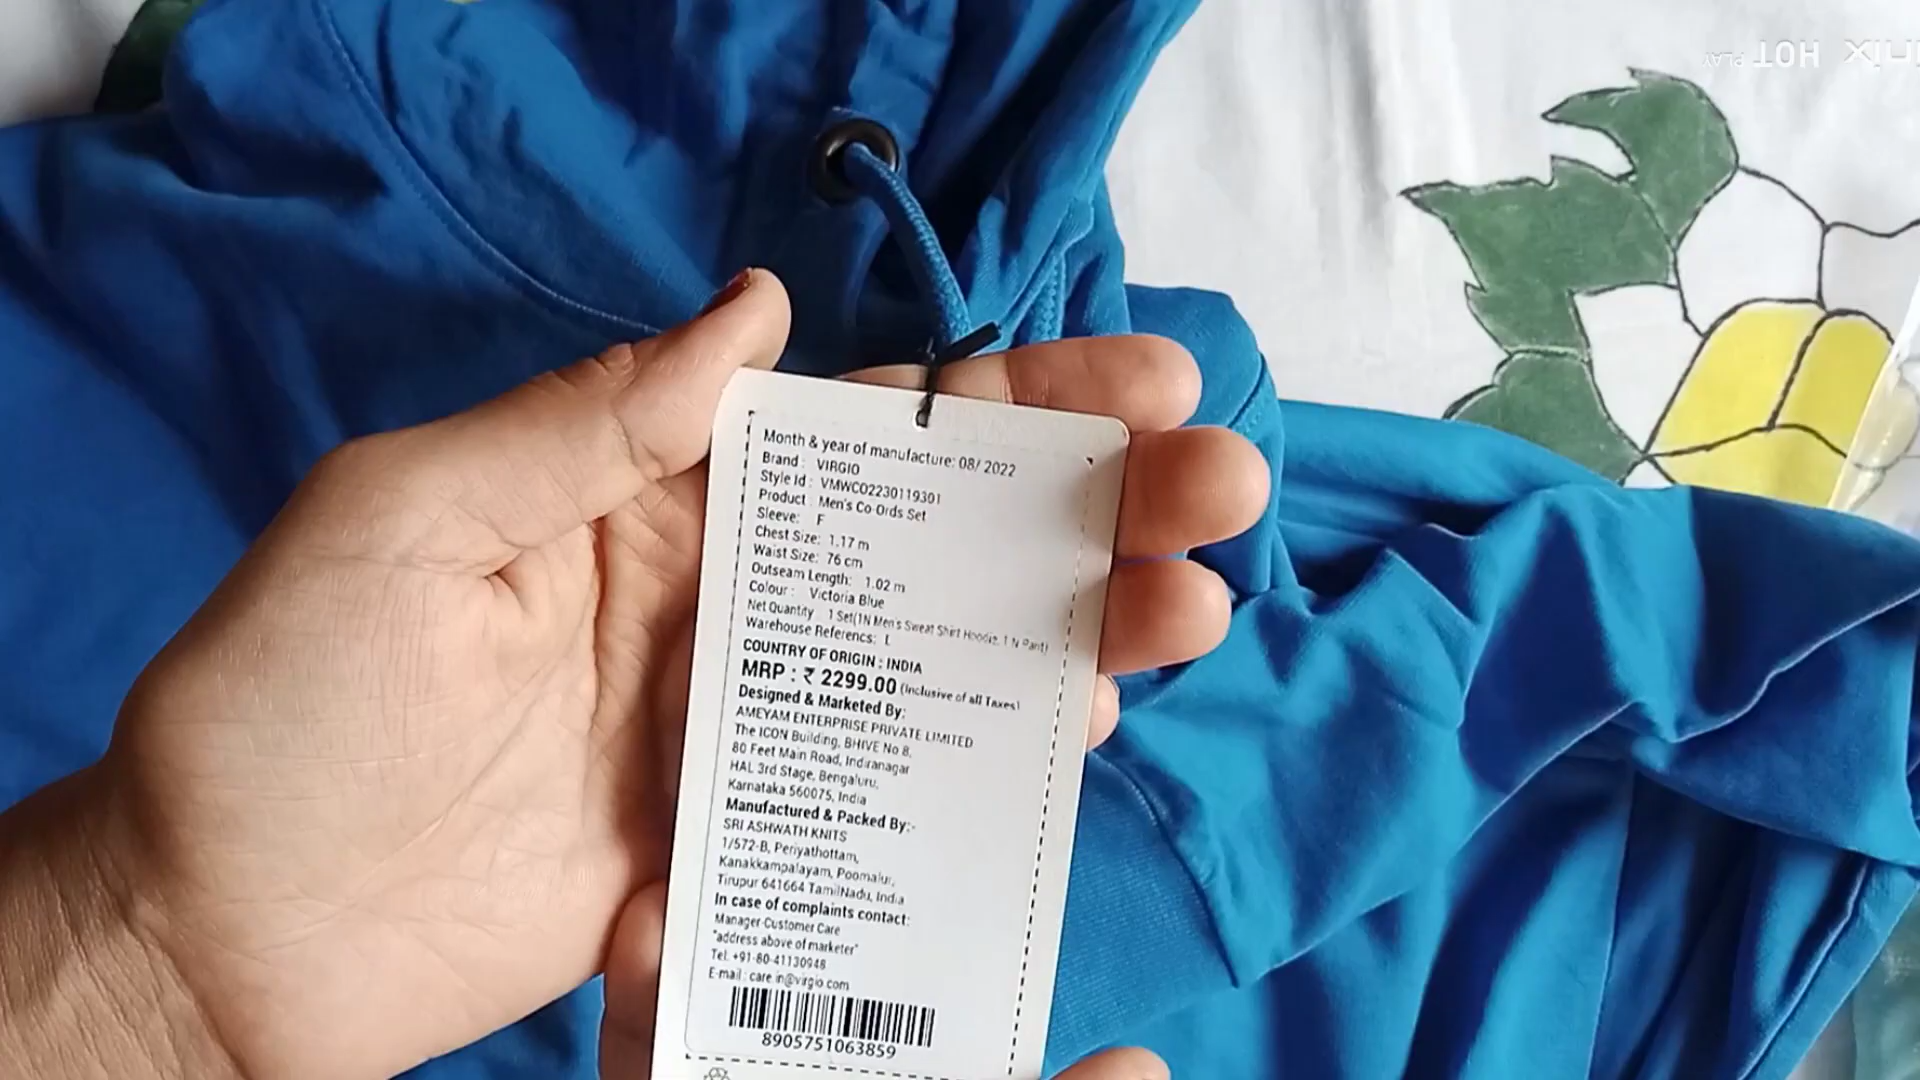 Month & year of manufacture: 08/ 2022
Brand : VIRGIO
Style Id : VMWCO2230119301
Product : Men's Co-Ords Set
Sleeve: F
Chest Size: 1.17 m
Waist Size: 76 cm
Outseam Length: 1.02 m
Colour : Victoria Blue
Net Quantity 1 Set(1N Men's Sweat Shirt Hoodie, 1 N Pant)
Warehouse Referenc: L
COUNTRY OF ORIGIN : INDIA
MRP : ₹ 2299.00 (Inclusive of all Taxes)
Designed & Marketed By:
AMEYAM ENTERPRISE PRIVATE LIMITED
The ICON Building, BHIVE No 8,
80 Feet Main Road, Indiranagar
HAL 3rd Stage, Bengaluru,
Karnataka 560075, India
Manufactured & Packed By:-
SRI ASHWATH KNITS
1/572-B, Periyathottam,
Kanakkampalayam, Poomalur,
Tirupur 641664 TamilNadu, India
In case of complaints contact:
Manager-Customer Care
"address above of marketer"
Tel: +91-80-41130948
E-mail : care.in@virgio.com
8905751063859
HOT PLAY